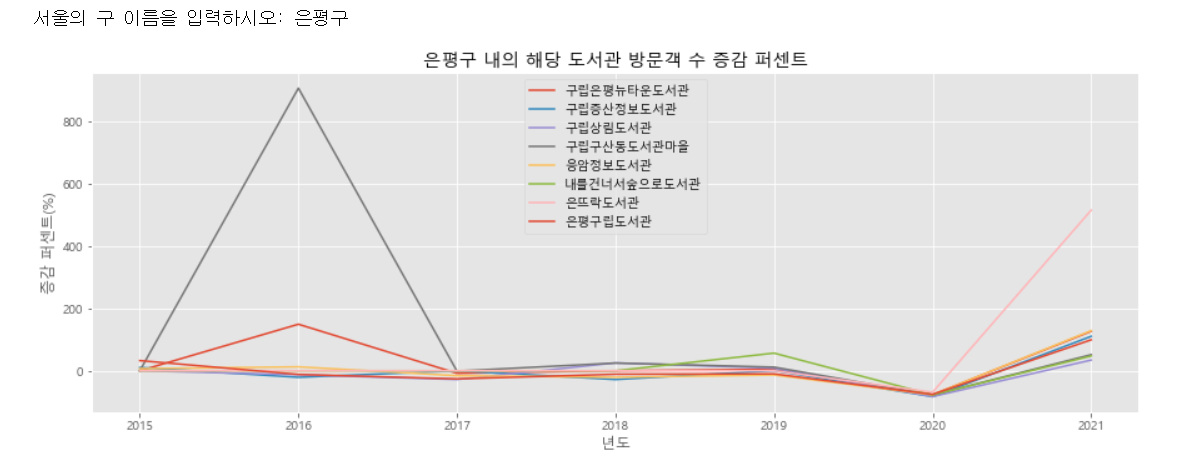 서울의 구 이름을 입력하시오: 은평구
은평구 내의 해당 도서관 방문객 수 증감 퍼센트
구립은평뉴타운도서관
구립증산정보도서관
구립상림도서관
구립구산동도서관마을
응암정보도서관
내를건너서숲으로도서관
은뜨락도서관
은평구립도서관
증감 퍼센트(%)
800
600
400
200
0
2015 2016 2017 2018 2019 2020 2021
년도